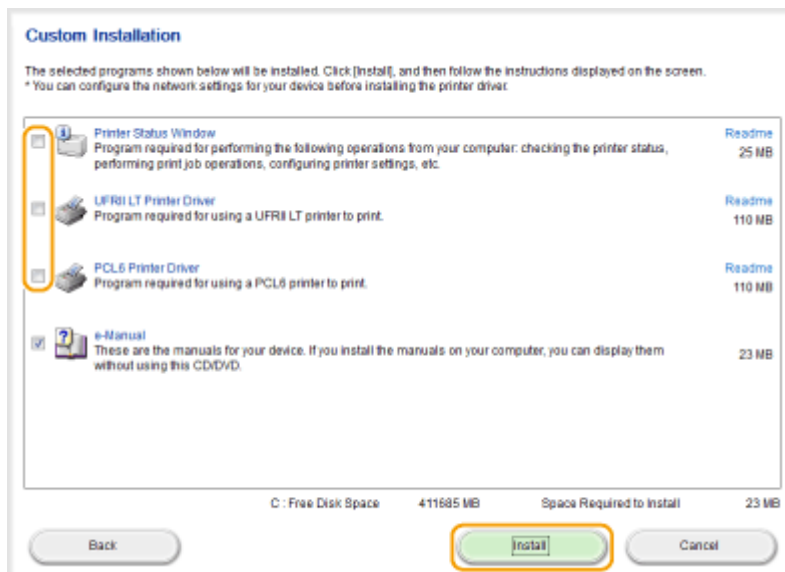 Custom Installation
The selected programs shown below will be installed. Click [Install], and then follow the instructions displayed on the screen.
* You can configure the network settings for your device before installing the printer driver.
Printer Status Window
Readme
Program required for performing the following operations from your computer: checking the printer status,
25 MB
performing print job operations, configuring printer settings, etc.
UFRII LT Printer Driver
Readme
Program required for using a UFRII LT printer to print.
110 MB
PCL6 Printer Driver
Readme
Program required for using a PCL6 printer to print.
110 MB
e-Manual
These are the manuals for your device. If you install the manuals on your computer, you can display them
23 MB
without using this CD/DVD.
C : Free Disk Space 411685 MB Space Required to Install 23 MB
Back Install Cancel